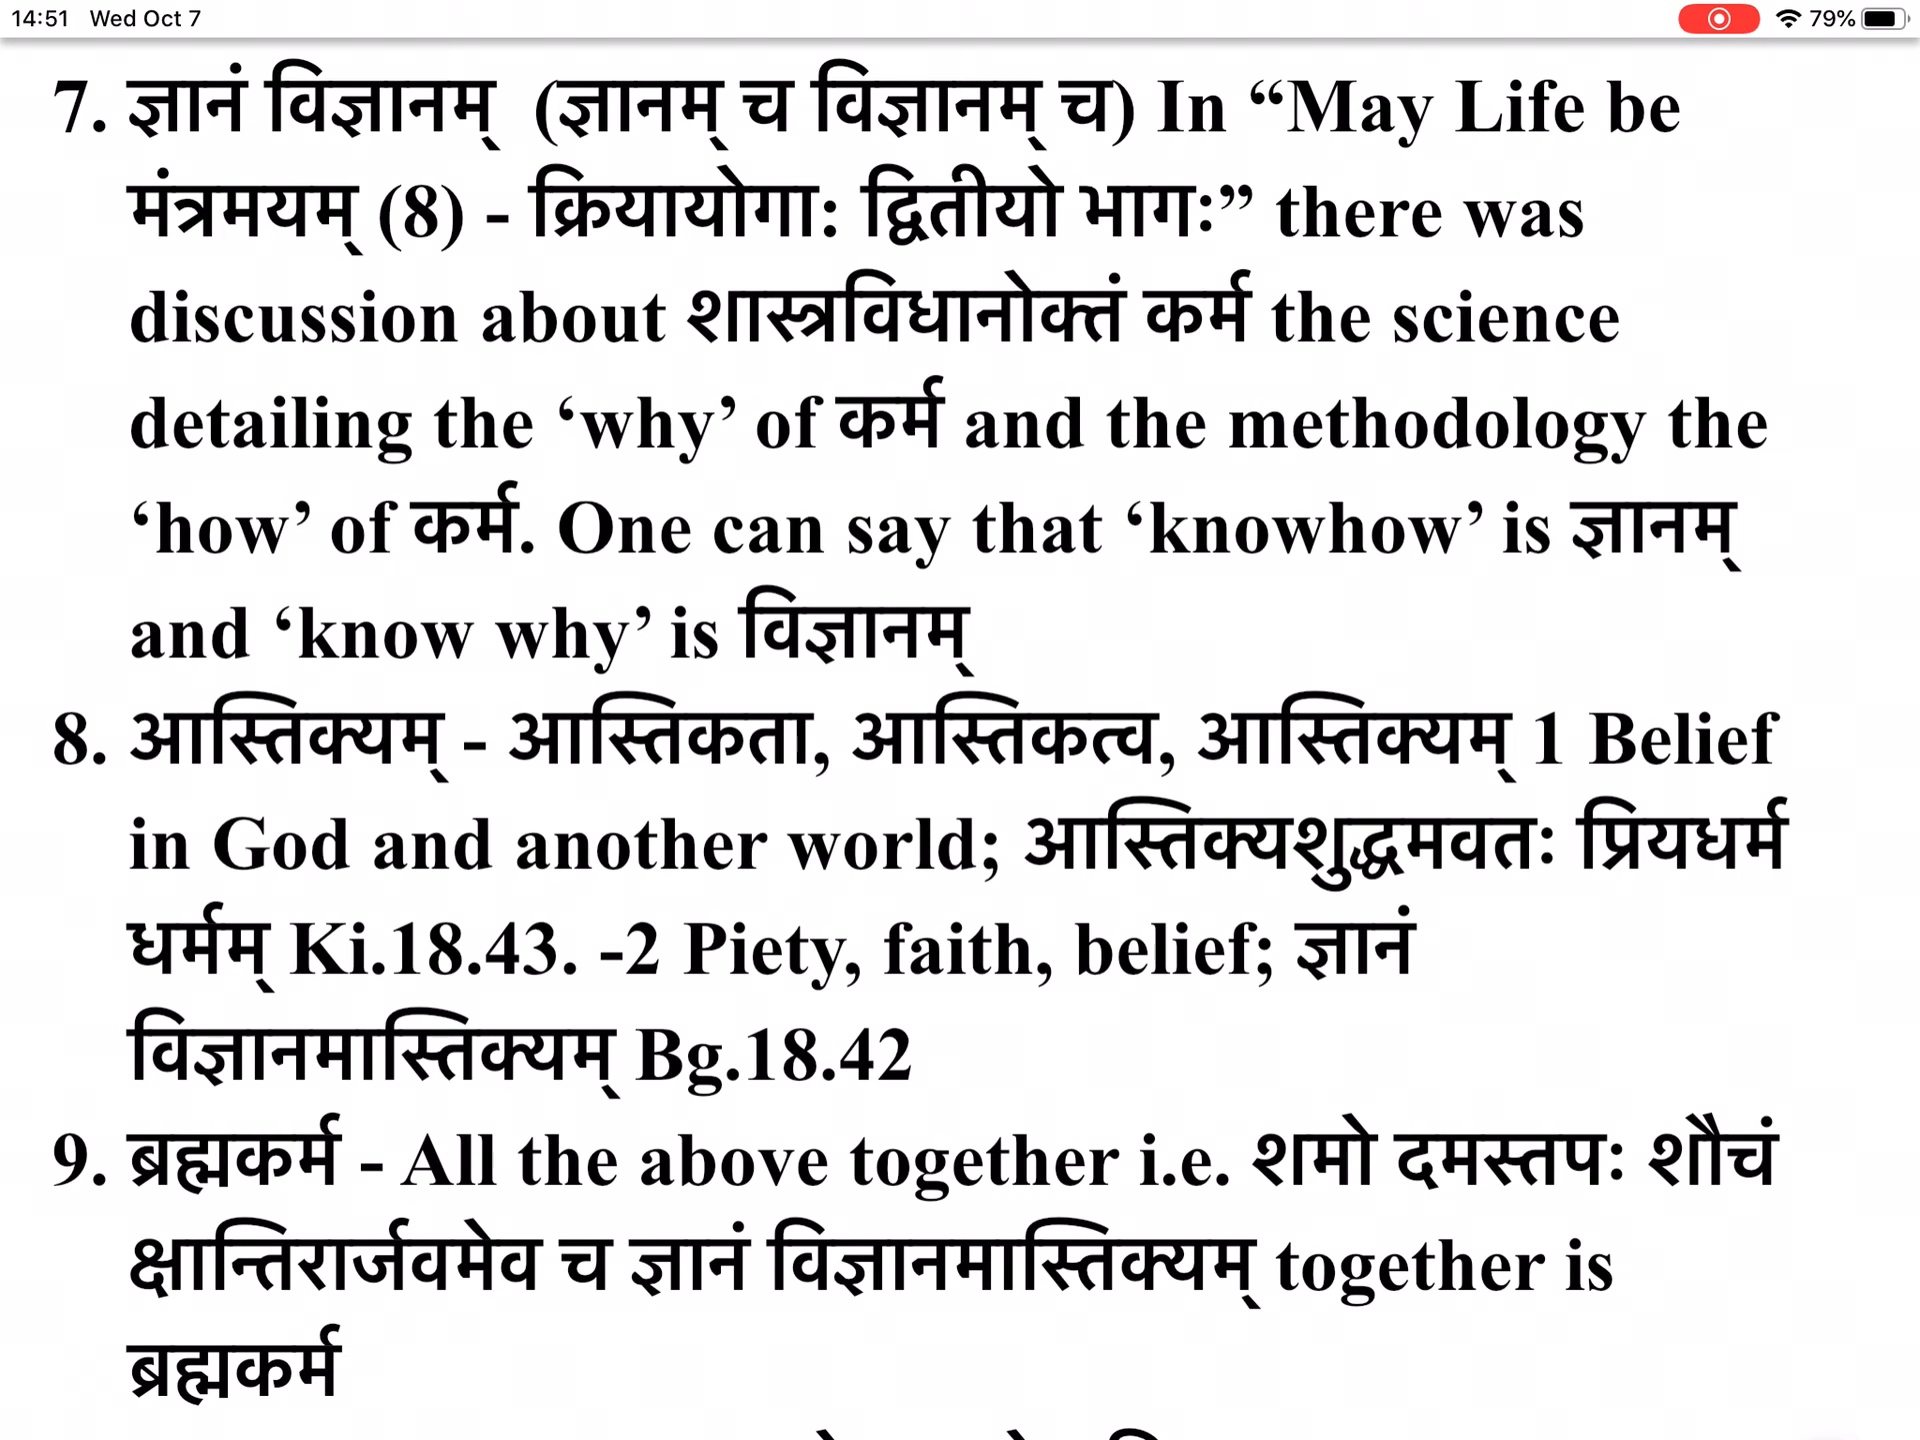 14:51 Wed Oct 7
79%
7. ज्ञानं विज्ञानम् (ज्ञानम् च विज्ञानम् च) In “May Life be
मंत्रमयम् (8) - क्रियायोगा: द्वितीयो भागः” there was
discussion about शास्त्रविधानोक्तं कर्म the science
detailing the ‘why’ of कर्म and the methodology the
‘how’ of कर्म. One can say that ‘knowhow’ is ज्ञानम्
and ‘know why’ is विज्ञानम्
8. आस्तिक्यम् - आस्तिकता, आस्तिकत्व, आस्तिक्यम् 1 Belief
in God and another world; आस्तिक्यशुद्धमवतः प्रियधर्म
धर्मम् Ki.18.43. -2 Piety, faith, belief; ज्ञानं
विज्ञानमास्तिक्यम् Bg.18.42
9. ब्रह्मकर्म - All the above together i.e. शमो दमस्तपः शौचं
क्षान्तिरार्जवमेव च ज्ञानं विज्ञानमास्तिक्यम् together is
ब्रह्मकर्म